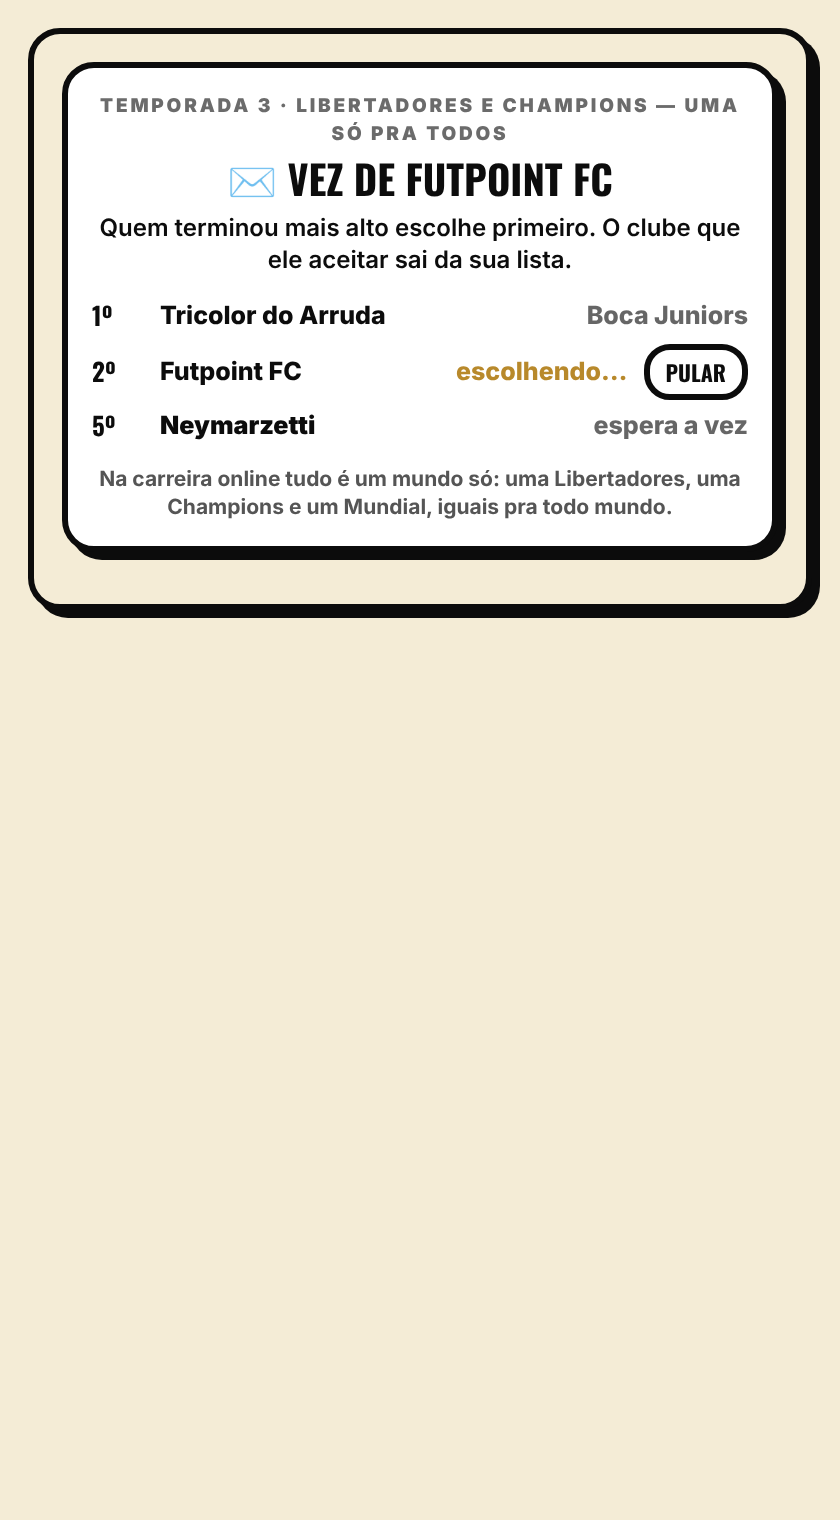 TEMPORADA 3 · LIBERTADORES E CHAMPIONS — UMA
SÓ PRA TODOS
✉️ VEZ DE FUTPOINT FC
Quem terminou mais alto escolhe primeiro. O clube que
ele aceitar sai da sua lista.
1º Tricolor do Arruda Boca Juniors
2º Futpoint FC escolhendo... PULAR
5º Neymarzetti espera a vez
Na carreira online tudo é um mundo só: uma Libertadores, uma
Champions e um Mundial, iguais pra todo mundo.